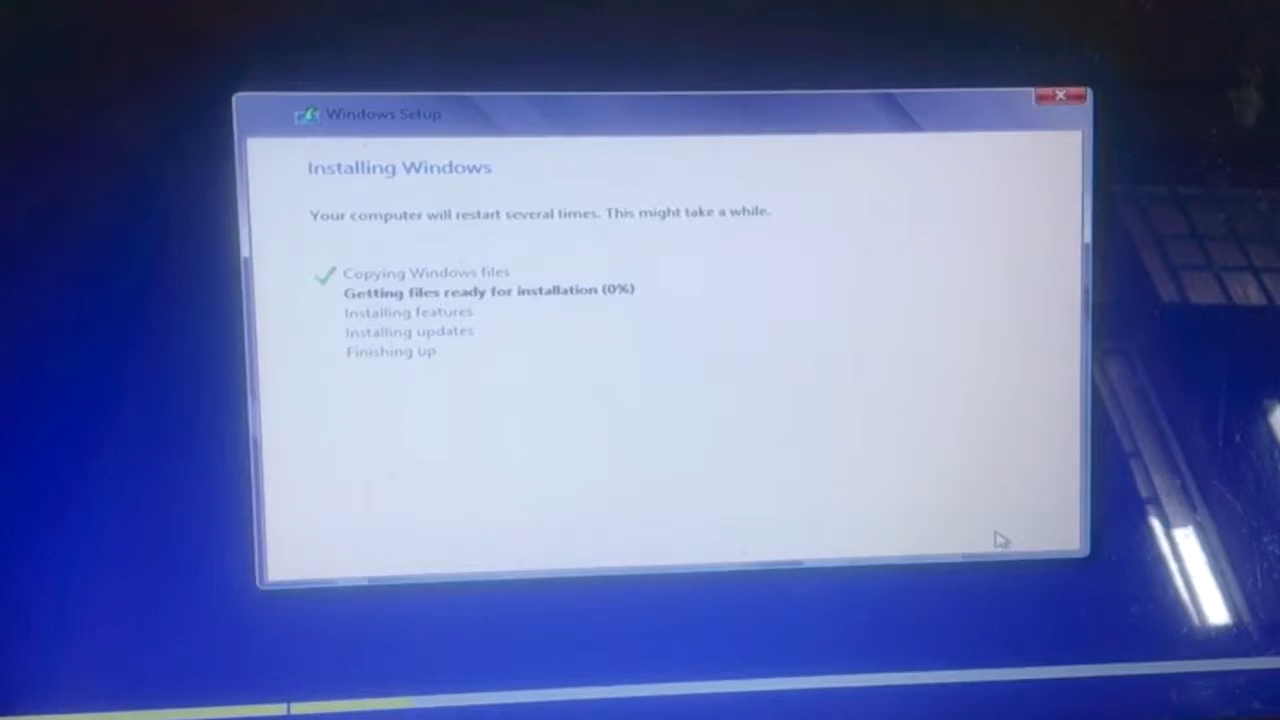 Windows Setup
Installing Windows
Your computer will restart several times. This might take a while.
Copying Windows files
Getting files ready for installation (0%)
Installing features
Installing updates
Finishing up